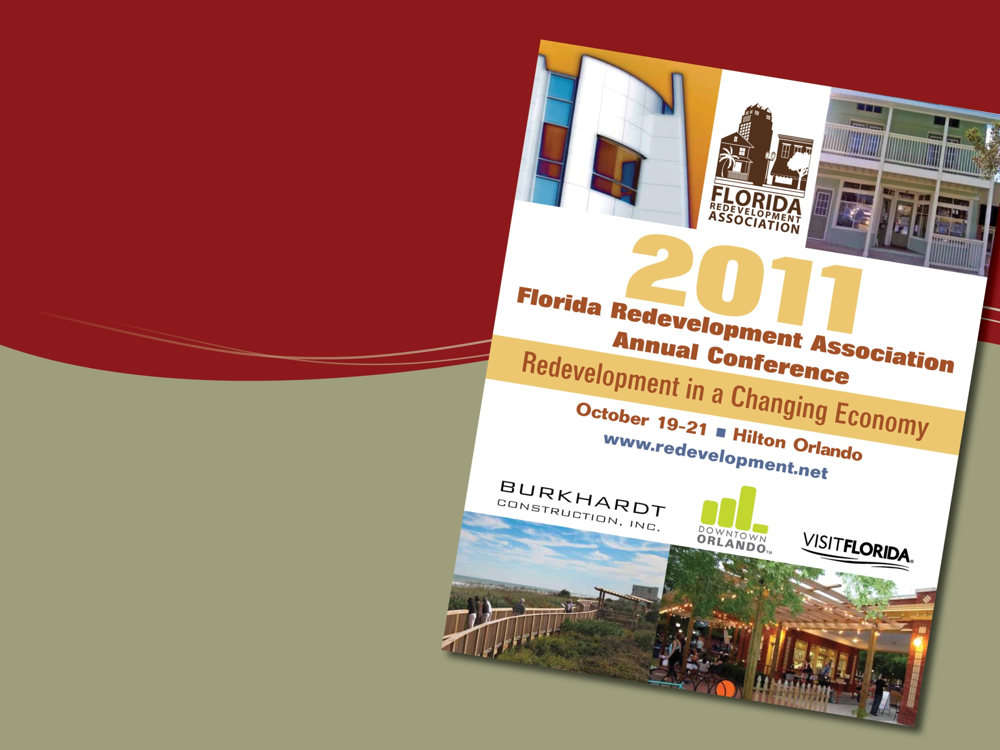 FLORIDA
REDEVELOPMENT
ASSOCIATION
2011
Florida Redevelopment Association
Annual Conference
Redevelopment in a Changing Economy
October 19-21 ■ Hilton Orlando
www.redevelopment.net
BURKHARDT
CONSTRUCTION, INC.
DOWNTOWN
ORLANDO™
VISITFLORIDA®